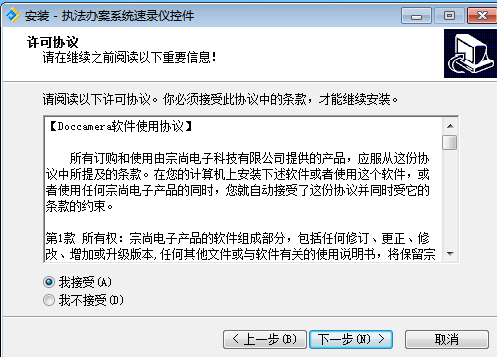 安装 - 执法办案系统速录仪控件
许可协议
请在继续之前阅读以下重要信息!
请阅读以下许可协议。你必须接受此协议中的条款，才能继续安装。
【Doccamera软件使用协议】
所有订购和使用由宗尚电子科技有限公司提供的产品，应服从这份协
议中所提及的条款。在您的计算机上安装下述软件或者使用这个软件，或
者使用任何宗尚电子产品的同时，您就自动接受了这份协议并同时受它的
条款的约束。
第1款 所有权：宗尚电子产品的软件组成部分，包括任何修订、更正、修
改、增加或升级版本,任何其他文件或与软件有关的使用说明书，将保留宗
我接受(A)
我不接受(D)
< 上一步(B)
下一步(N) >
取消